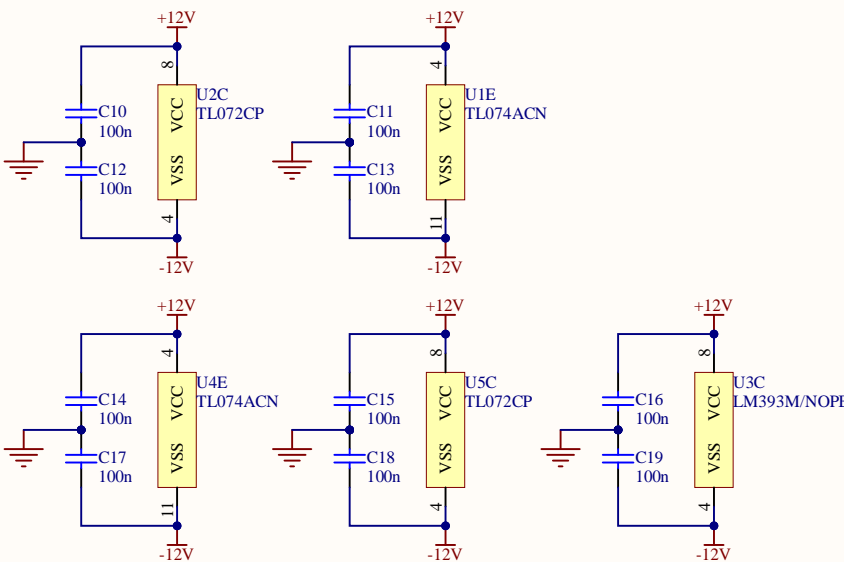 +12V
8
U2C
TL072CP
VCC
C10
100n
C12
100n
VSS
4
-12V
+12V
4
U1E
TL074ACN
VCC
C11
100n
C13
100n
VSS
11
-12V
+12V
4
U4E
TL074ACN
VCC
C14
100n
C17
100n
VSS
11
-12V
+12V
8
U5C
TL072CP
VCC
C15
100n
C18
100n
VSS
4
-12V
+12V
8
U3C
LM393M/NOPB
VCC
C16
100n
C19
100n
VSS
4
-12V